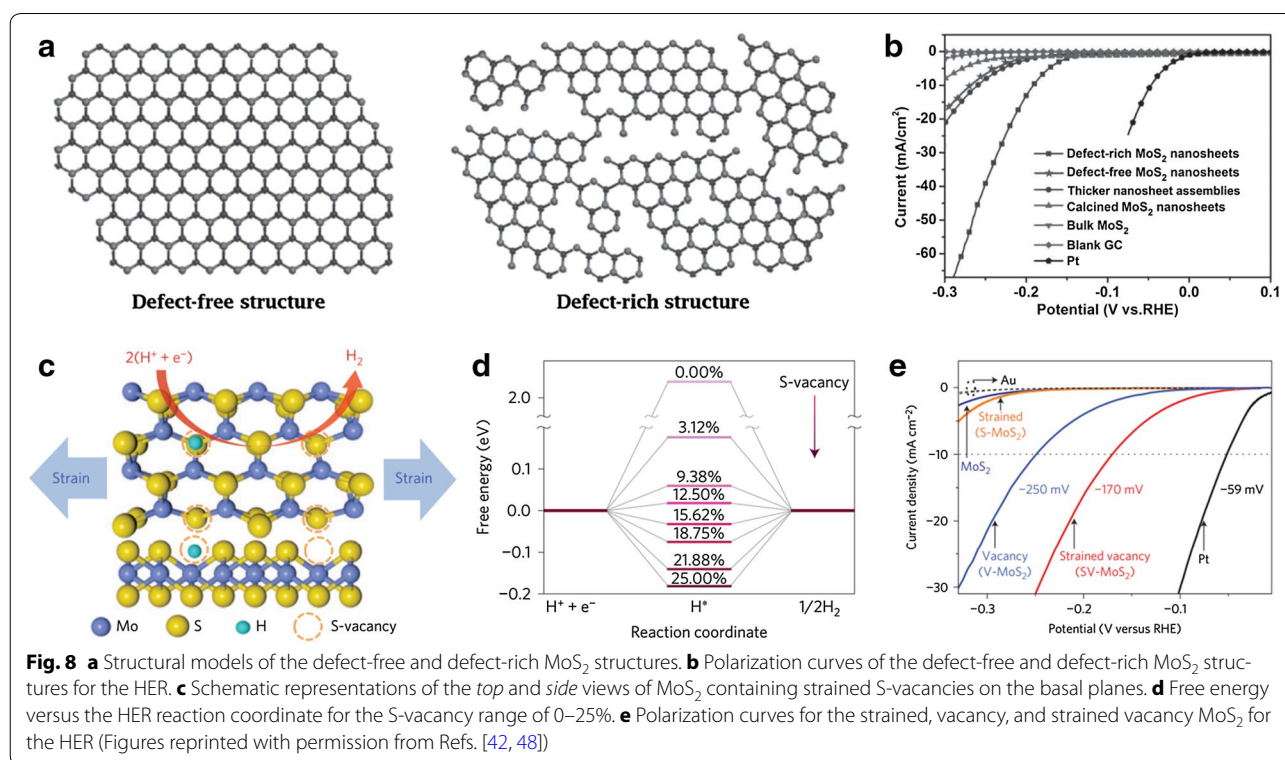 a
Defect-free structure
Defect-rich structure
b
Current (mA/cm²)
0
-10
-20
-30
-40
-50
-60
Defect-rich MoS₂ nanosheets
Defect-free MoS₂ nanosheets
Thicker nanosheet assemblies
Calcined MoS₂ nanosheets
Bulk MoS₂
Blank GC
Pt
-0.3 -0.2 -0.1 0.0 0.1
Potential (V vs.RHE)
c
2(H⁺ + e⁻)
H₂
Strain
Strain
Mo S H S-vacancy
d
Free energy (eV)
2.0
0.1
0.0
−0.1
−0.2
0.00%
S-vacancy
3.12%
9.38%
12.50%
15.62%
18.75%
21.88%
25.00%
H⁺ + e⁻ H* 1/2H₂
Reaction coordinate
e
Current density (mA cm⁻²)
0
−10
−20
−30
Au
Strained
(S-MoS₂)
MoS₂
−250 mV
−170 mV
−59 mV
Vacancy
(V-MoS₂)
Strained vacancy
(SV-MoS₂)
Pt
−0.3 −0.2 −0.1
Potential (V versus RHE)
Fig. 8 a Structural models of the defect-free and defect-rich MoS₂ structures. b Polarization curves of the defect-free and defect-rich MoS₂ struc-
tures for the HER. c Schematic representations of the top and side views of MoS₂ containing strained S-vacancies on the basal planes. d Free energy
versus the HER reaction coordinate for the S-vacancy range of 0–25%. e Polarization curves for the strained, vacancy, and strained vacancy MoS₂ for
the HER (Figures reprinted with permission from Refs. [42, 48])